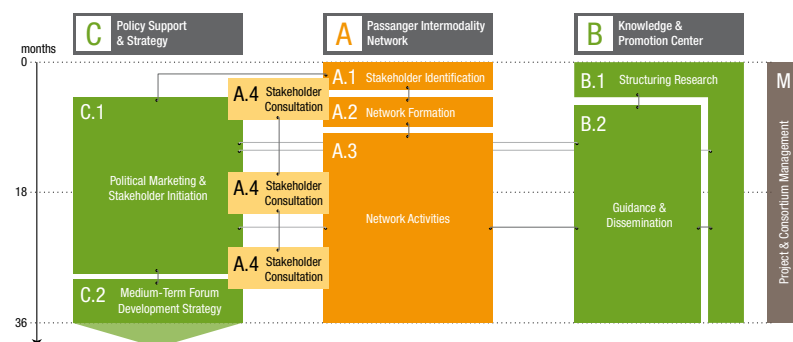 C
Policy Support
& Strategy
A
Passanger Intermodality
Network
B
Knowledge &
Promotion Center
months
0
18
36
C.1
Political Marketing &
Stakeholder Initiation
C.2
Medium-Term Forum
Development Strategy
A.4
Stakeholder
Consultation
A.4
Stakeholder
Consultation
A.4
Stakeholder
Consultation
A.1 Stakeholder Identification
A.2 Network Formation
A.3
Network Activities
B.1 Structuring Research
B.2
Guidance &
Dissemination
M
Project & Consortium Management